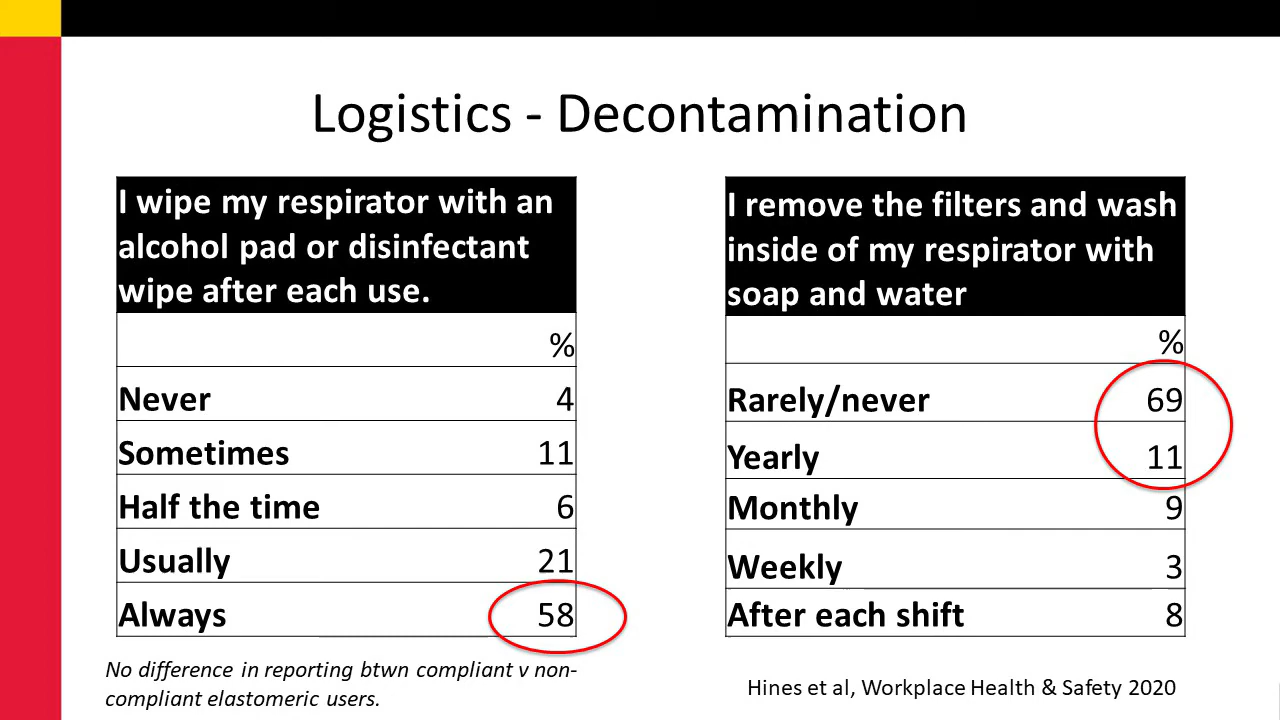 Logistics - Decontamination
I wipe my respirator with an
alcohol pad or disinfectant
wipe after each use.
%
Never 4
Sometimes 11
Half the time 6
Usually 21
Always 58
No difference in reporting btwn compliant v non-
compliant elastomeric users.
I remove the filters and wash
inside of my respirator with
soap and water
%
Rarely/never 69
Yearly 11
Monthly 9
Weekly 3
After each shift 8
Hines et al, Workplace Health & Safety 2020